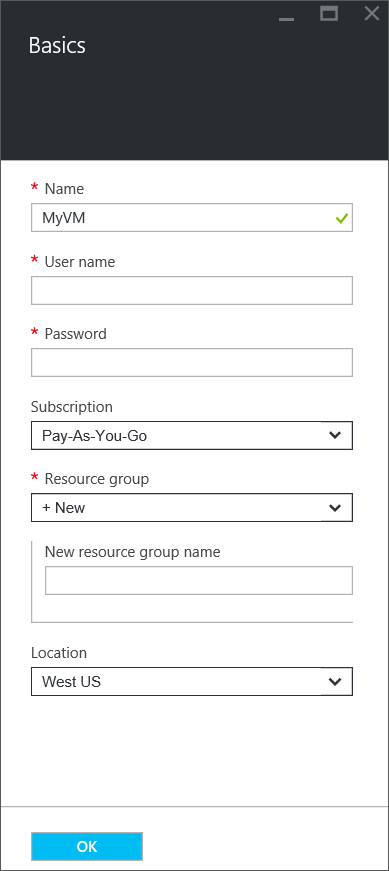 Basics
* Name
MyVM
* User name
* Password
Subscription
Pay-As-You-Go
* Resource group
+ New
New resource group name
Location
West US
OK